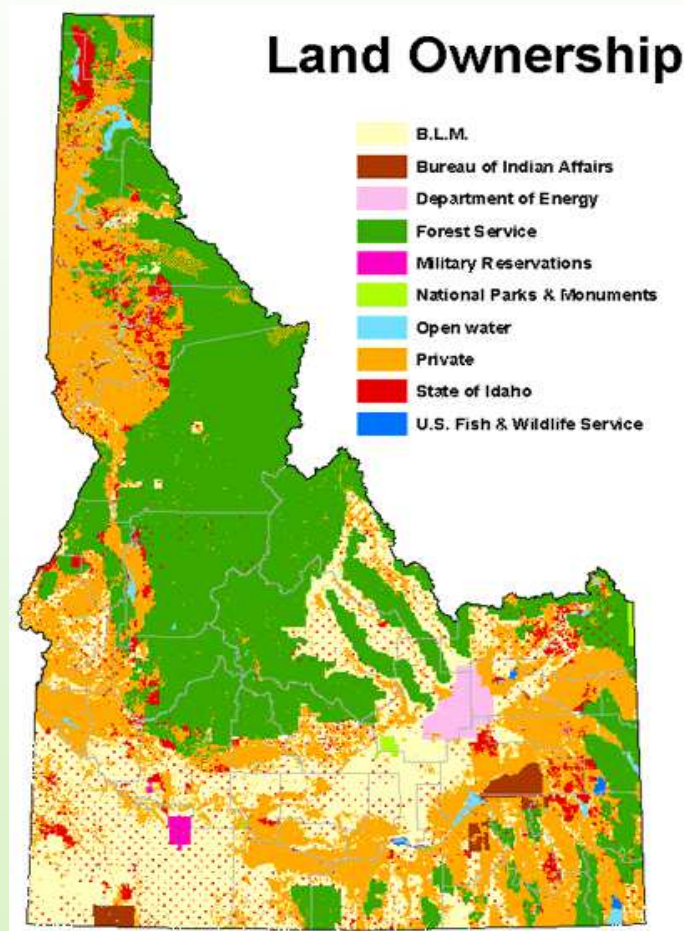 Land Ownership
B.L.M.
Bureau of Indian Affairs
Department of Energy
Forest Service
Military Reservations
National Parks & Monuments
Open water
Private
State of Idaho
U.S. Fish & Wildlife Service